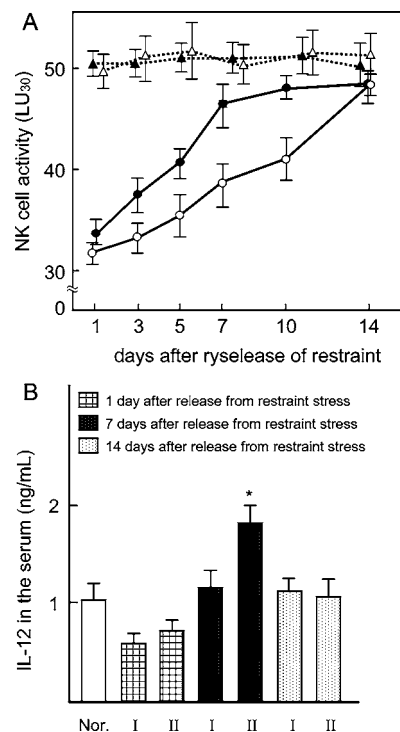 A
NK cell activity (LU30)
50
40
30
0
1 3 5 7 10 14
days after ryselease of restraint
B
1 day after release from restraint stress
7 days after release from restraint stress
14 days after release from restraint stress
IL-12 in the serum (ng/mL)
2
1
*
Nor. I II I II I II